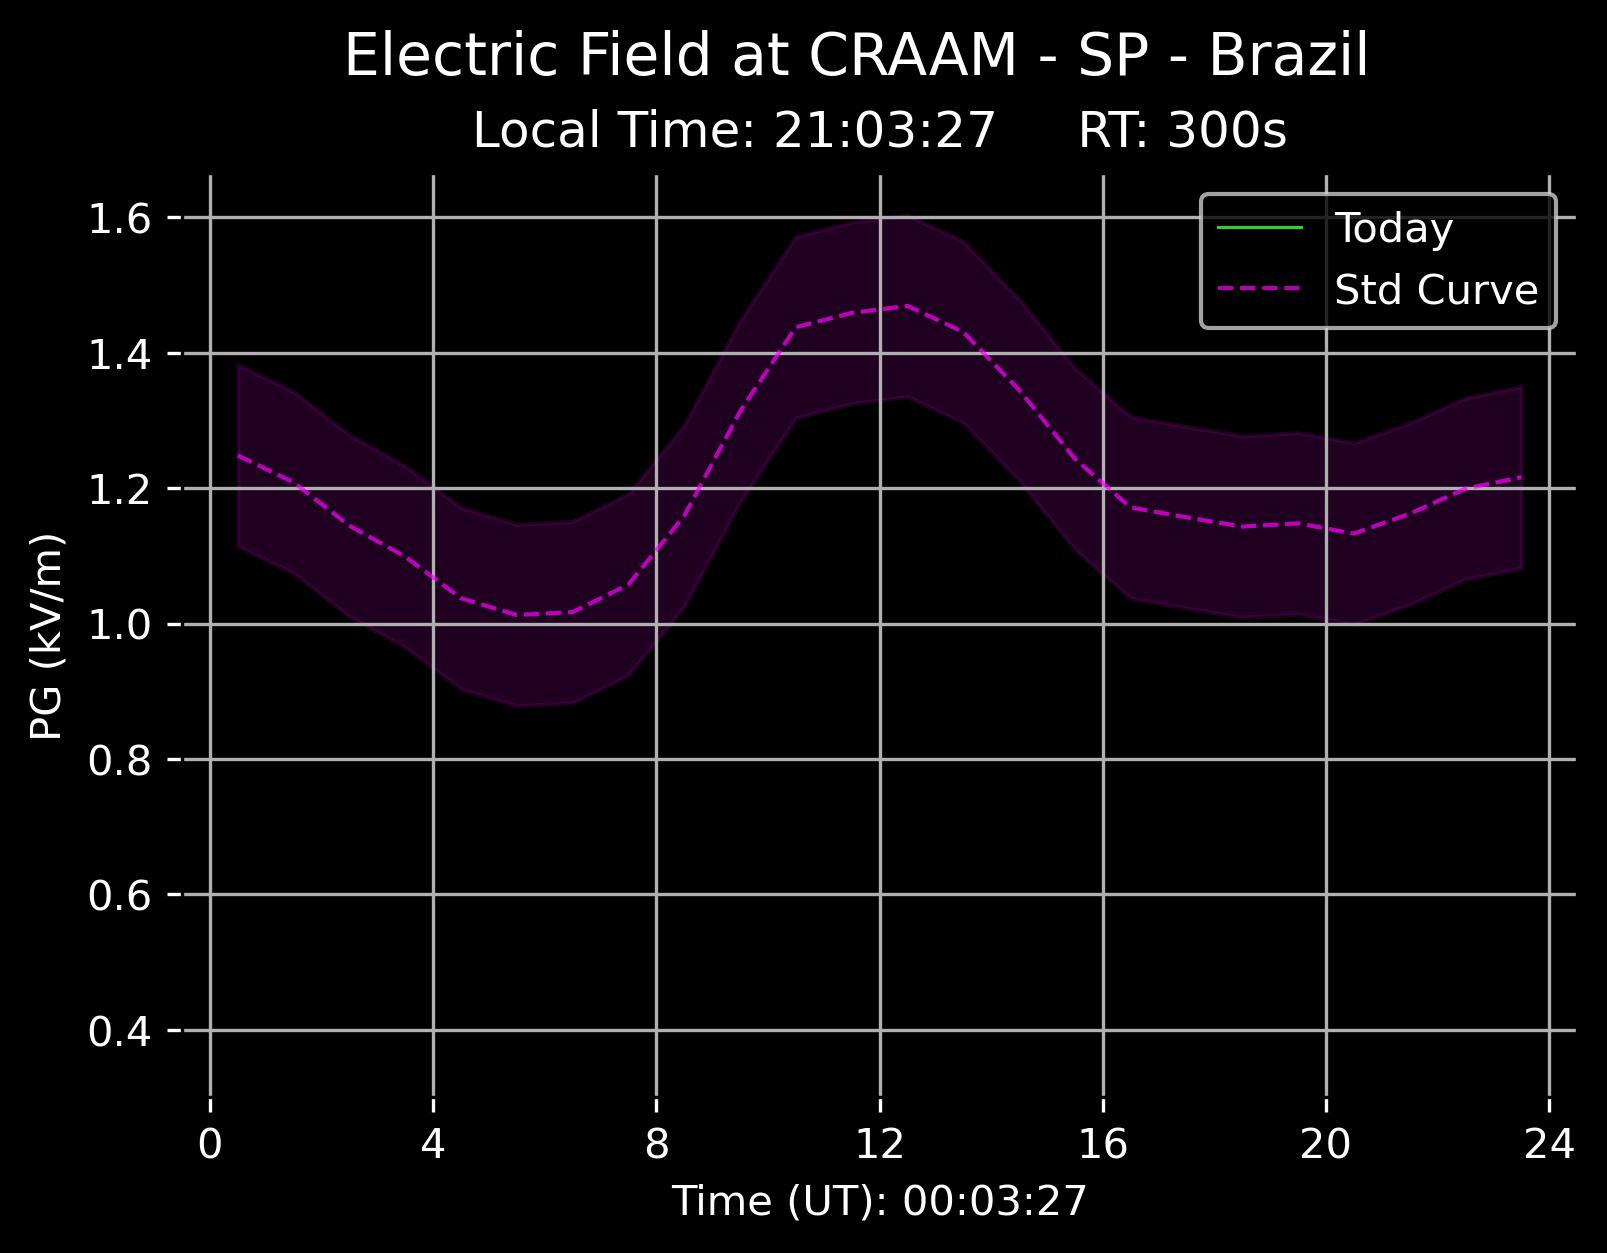 Electric Field at CRAAM - SP - Brazil
Local Time: 21:03:27 RT: 300s
Today
Std Curve
PG (kV/m)
1.6
1.4
1.2
1.0
0.8
0.6
0.4
0 4 8 12 16 20 24
Time (UT): 00:03:27